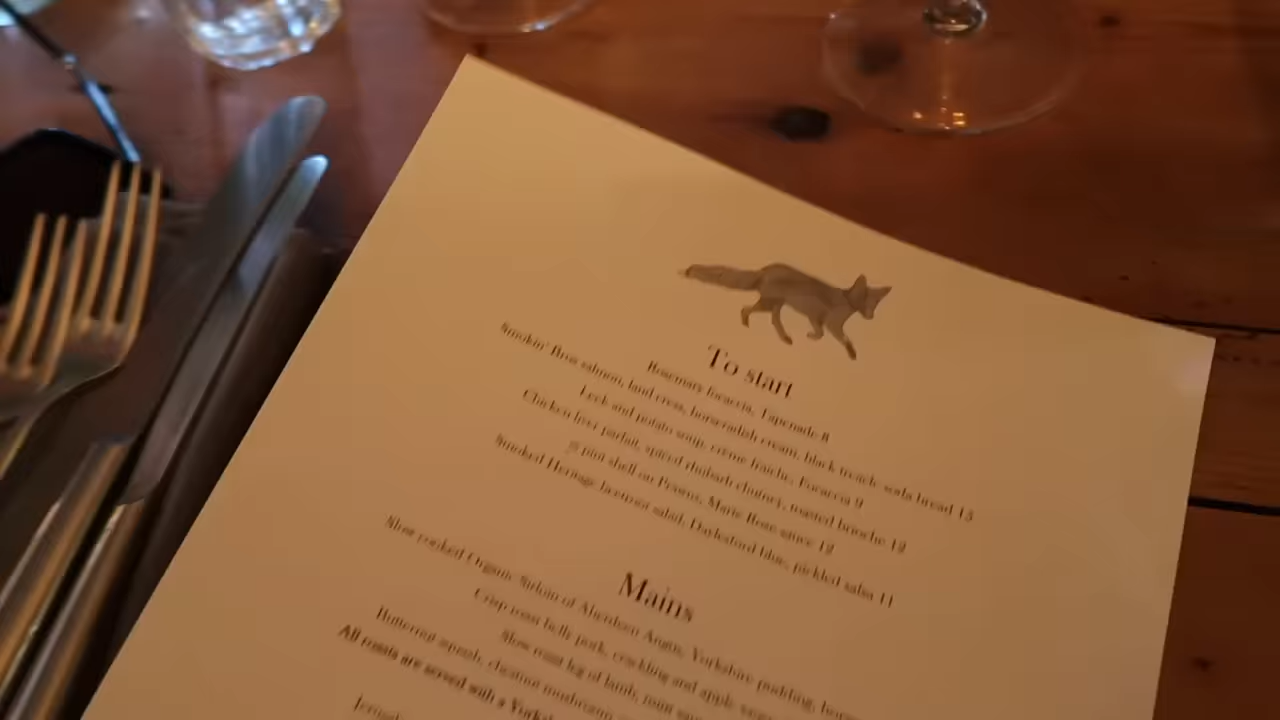 To start
Rosemary focaccia, Tapenade 8
Smokin' Bros salmon, land cress, horseradish cream, black treacle soda bread 13
Leek and potato soup, crème fraîche, Focaccia 9
Chicken liver parfait, spiced rhubarb chutney, toasted brioche 12
½ pint shell on Prawns, Marie Rose sauce 12
Smoked Heritage beetroot salad, Daylesford blue, pickled salsa 11
Mains
Slow cooked Organic Sirloin of Aberdeen Angus, Yorkshire pudding,
Crisp roast belly pork, crackling and apple
Slow roast leg of lamb, mint
Butternut squash, chestnut mushroom
All roasts are served with a